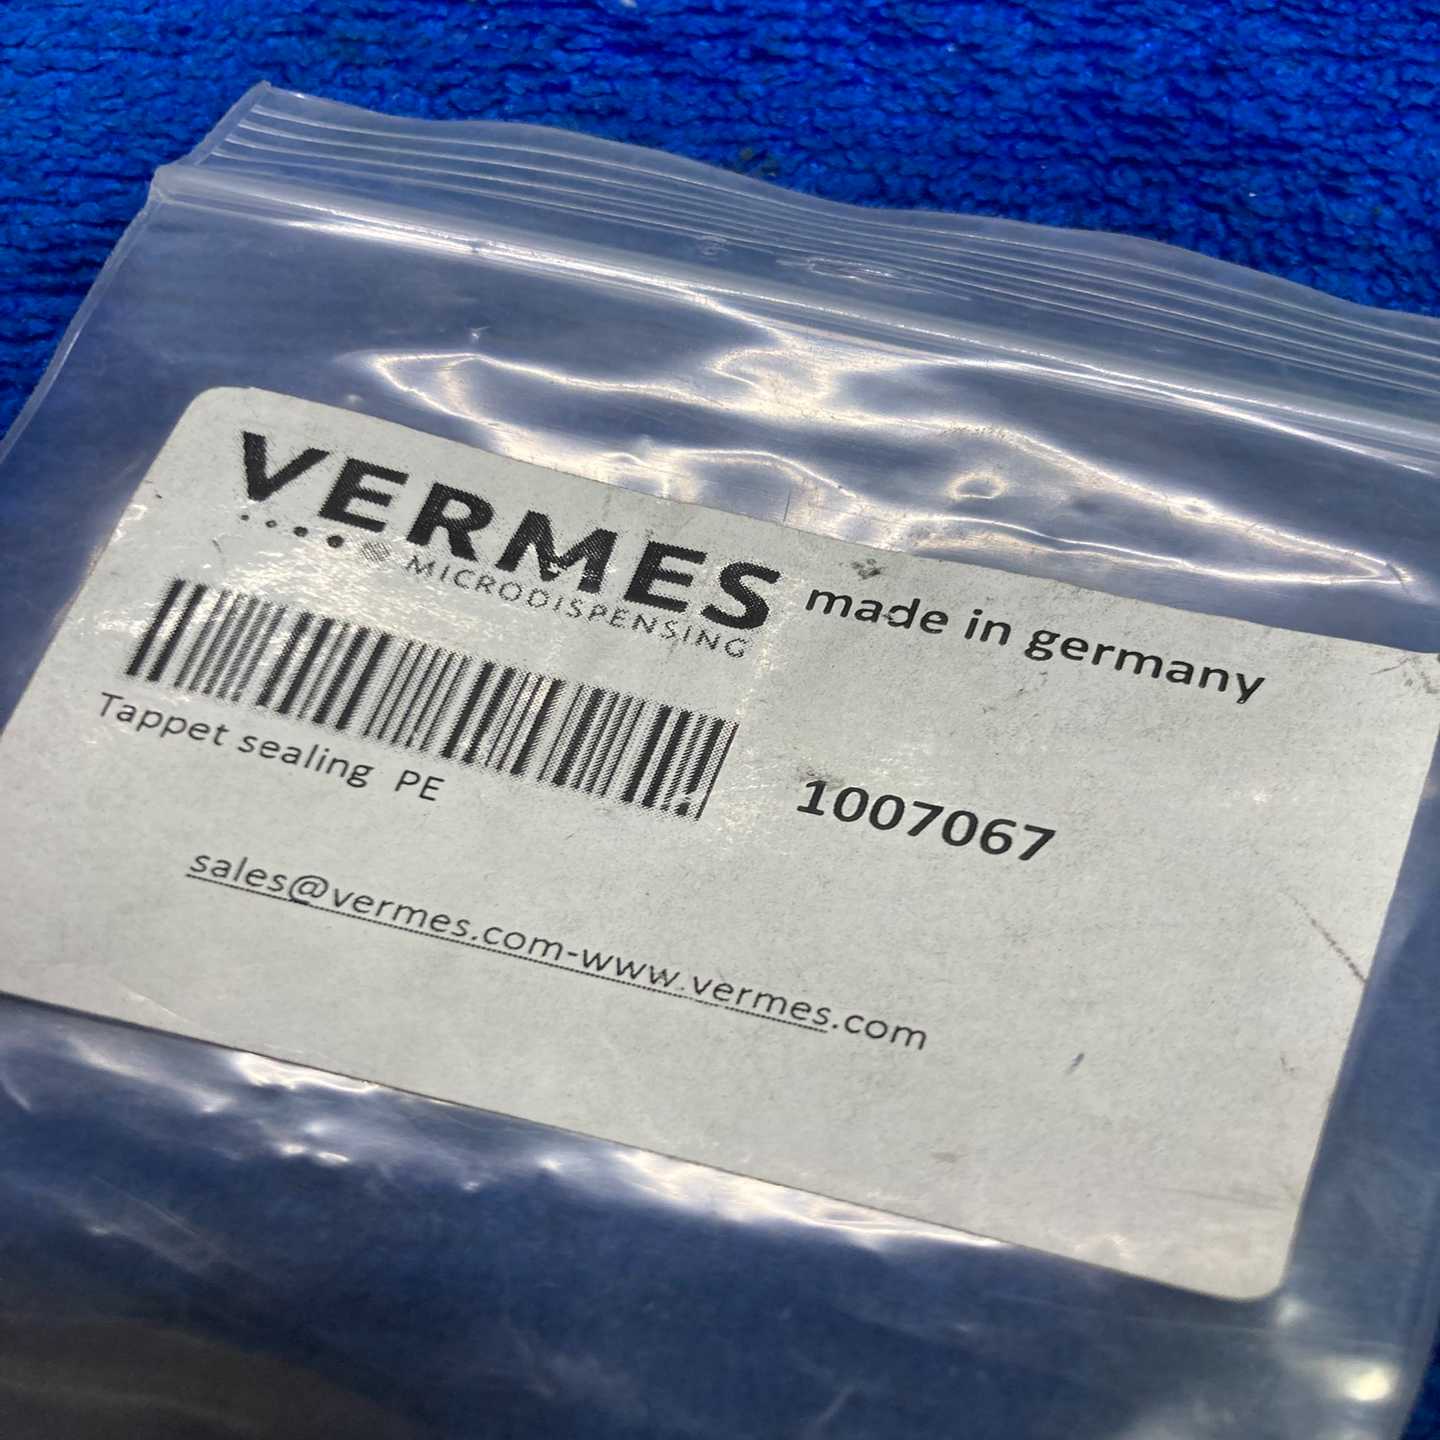 VERMES made in germany
MICRODISPENSING
Tappet sealing PE
1007067
sales@vermes.com-www.vermes.com